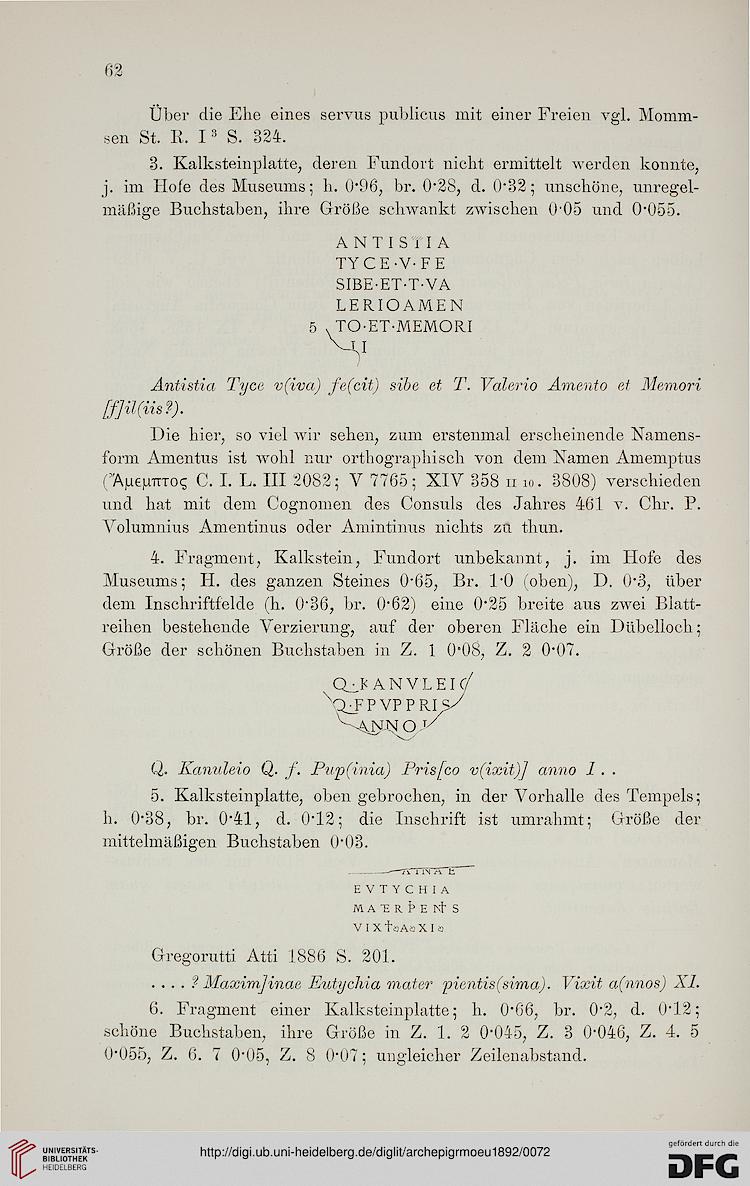 62
Über die Ehe eines servus publicus mit einer Freien vgl. Momm-
sen St. R. I³ S. 324.
3. Kalksteinplatte, deren Fundort nicht ermittelt werden konnte,
j. im Hofe des Museums; h. 0·96, br. 0·28, d. 0·32; unschöne, unregel-
mäßige Buchstaben, ihre Größe schwankt zwischen 0·05 und 0·055.
ANTISTIA
TYCE·V·FE
SIBE·ET·T·VA
LERIOAMEN
5 TO·ET·MEMORI
Antistia Tyce v(iva) fe(cit) sibe et T. Valerio Amento et Memori
[f]il(iis?).
Die hier, so viel wir sehen, zum erstenmal erscheinende Namens-
form Amentus ist wohl nur orthographisch von dem Namen Amemptus
(Ἄμεμπτος C. I. L. III 2082; V 7765; XIV 358 II 10. 3808) verschieden
und hat mit dem Cognomen des Consuls des Jahres 461 v. Chr. P.
Volumnius Amentinus oder Amintinus nichts zu thun.
4. Fragment, Kalkstein, Fundort unbekannt, j. im Hofe des
Museums; H. des ganzen Steines 0·65, Br. 1·0 (oben), D. 0·3, über
dem Inschriftfelde (h. 0·36, br. 0·62) eine 0·25 breite aus zwei Blatt-
reihen bestehende Verzierung, auf der oberen Fläche ein Dübelloch;
Größe der schönen Buchstaben in Z. 1 0·08, Z. 2 0·07.
Q·KANVLEIO
Q·FPVPPRIS
ANNO I
Q. Kanuleio Q. f. Pup(inia) Pris[co v(ixit)] anno I . .
5. Kalksteinplatte, oben gebrochen, in der Vorhalle des Tempels;
h. 0·38, br. 0·41, d. 0·12; die Inschrift ist umrahmt; Größe der
mittelmäßigen Buchstaben 0·03.
INAE
EVTYCHIA
MATER PIENTIS
VIXIT A XI
Gregorutti Atti 1886 S. 201.
. . . . ? Maxim]inae Eutychia mater pientis(sima). Vixit a(nnos) XI.
6. Fragment einer Kalksteinplatte; h. 0·66, br. 0·2, d. 0·12;
schöne Buchstaben, ihre Größe in Z. 1. 2 0·045, Z. 3 0·046, Z. 4. 5
0·055, Z. 6. 7 0·05, Z. 8 0·07; ungleicher Zeilenabstand.
UNIVERSITÄTS-
BIBLIOTHEK
HEIDELBERG
http://digi.ub.uni-heidelberg.de/diglit/archepigrmoeu1892/0072
gefördert durch die
DFG